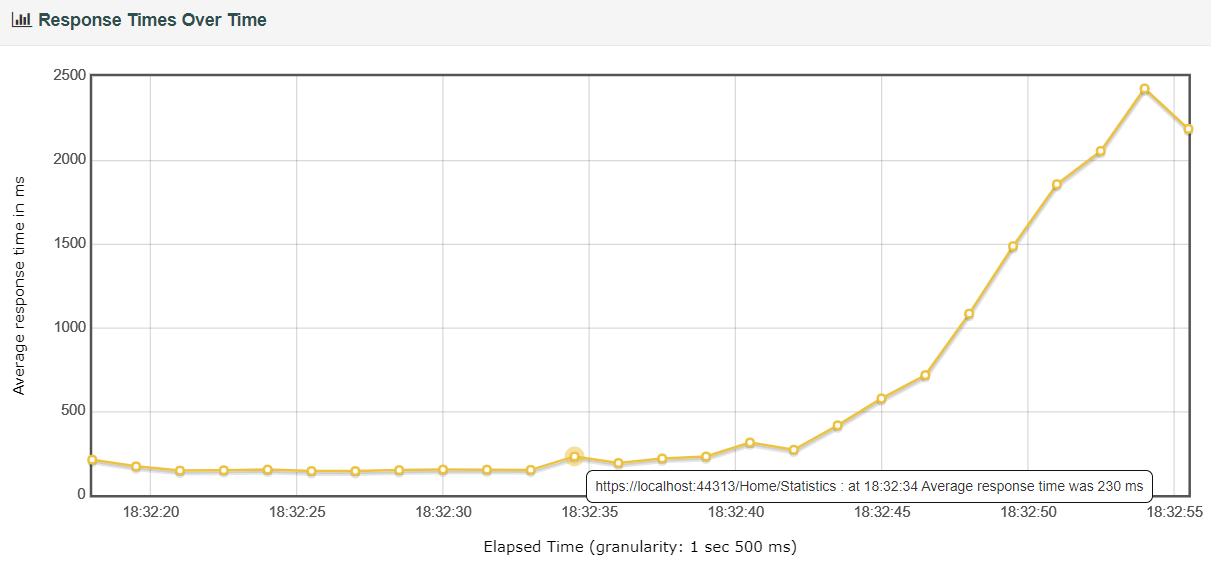 Response Times Over Time
2500
2000
1500
1000
500
0
Average response time in ms
https://localhost:44313/Home/Statistics : at 18:32:34 Average response time was 230 ms
18:32:20 18:32:25 18:32:30 18:32:35 18:32:40 18:32:45 18:32:50 18:32:55
Elapsed Time (granularity: 1 sec 500 ms)